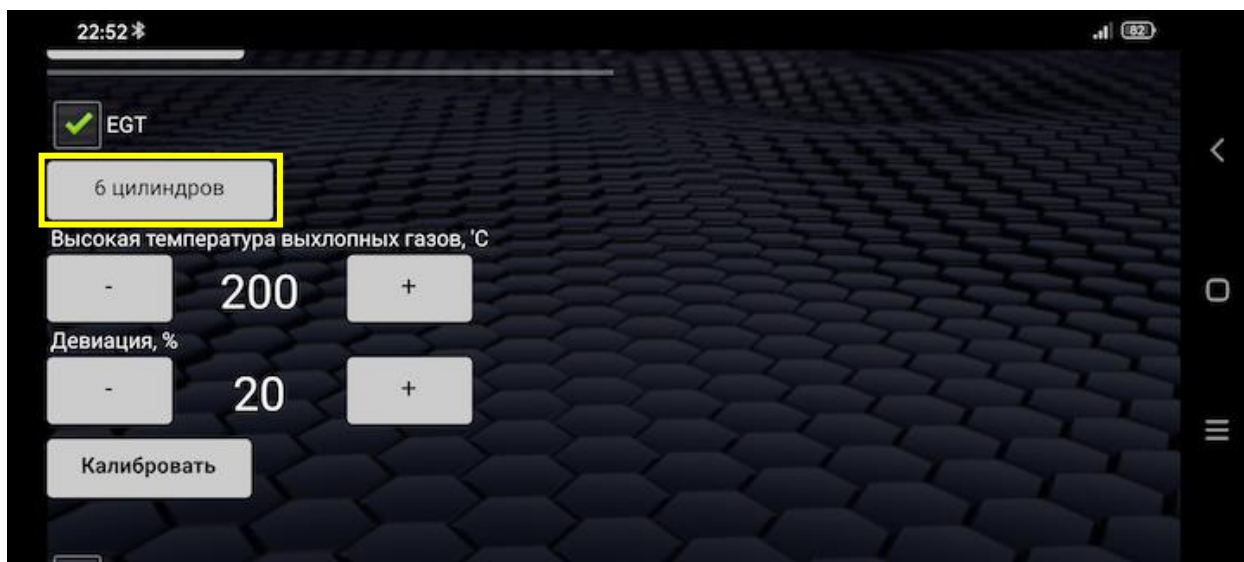 22:52
82
EGT
6 цилиндров
Высокая температура выхлопных газов, 'С
- 200 +
Девиация, %
- 20 +
Калибровать